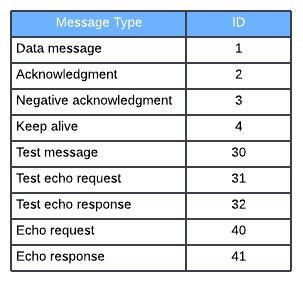 Message Type ID
Data message 1
Acknowledgment 2
Negative acknowledgment 3
Keep alive 4
Test message 30
Test echo request 31
Test echo response 32
Echo request 40
Echo response 41